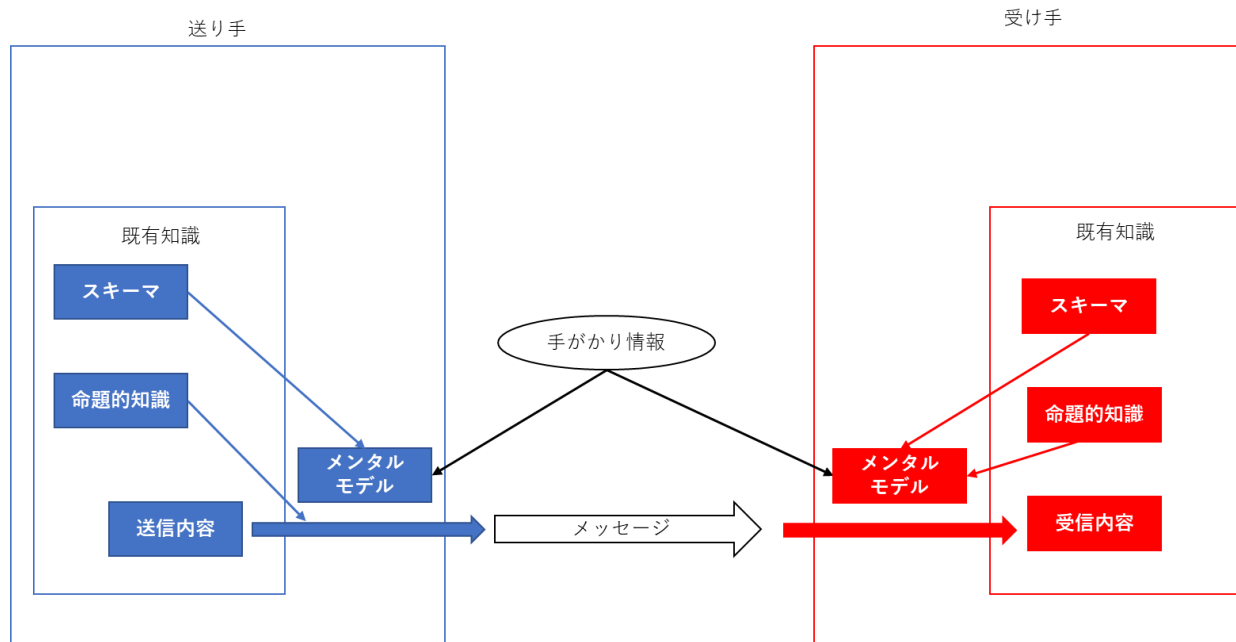 送り手
受け手
既有知識
スキーマ
命題的知識
送信内容
メンタル
モデル
手がかり情報
メッセージ
既有知識
スキーマ
命題的知識
メンタル
モデル
受信内容